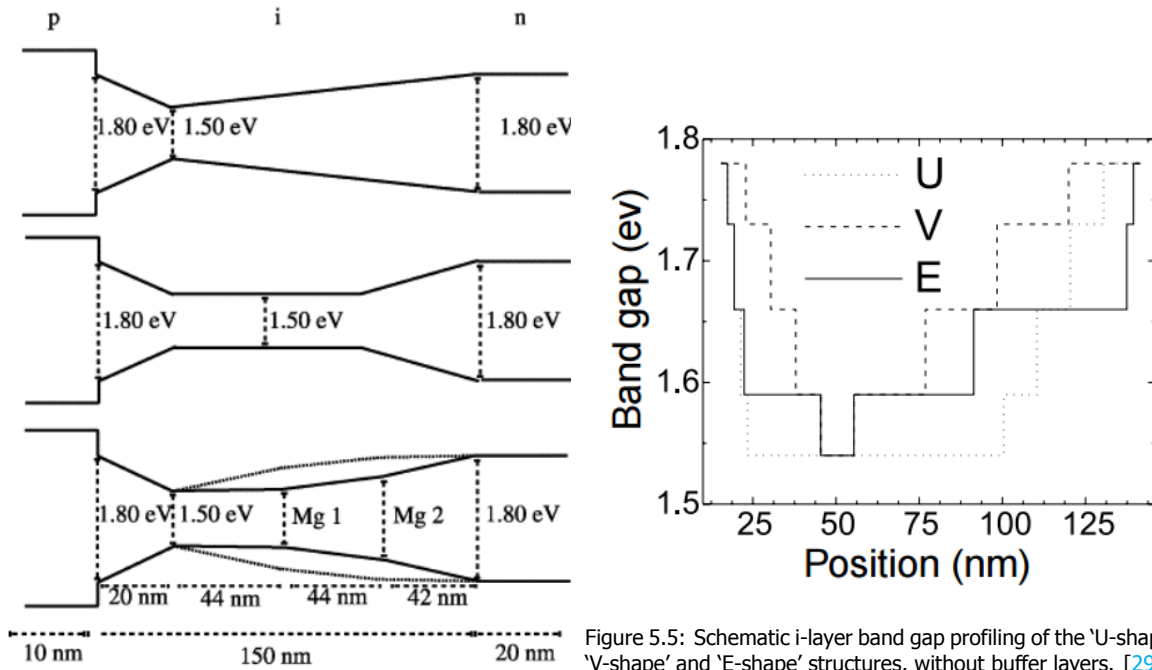 p i n
1.80 eV 1.50 eV 1.80 eV
1.80 eV 1.50 eV 1.80 eV
1.80 eV 1.50 eV Mg 1 Mg 2 1.80 eV
20 nm 44 nm 44 nm 42 nm
10 nm 150 nm 20 nm
Band gap (ev)
1.8
1.7
1.6
1.5
U
V
E
25 50 75 100 125
Position (nm)
Figure 5.5: Schematic i-layer band gap profiling of the ‘U-shap
‘V-shape’ and ‘E-shape’ structures, without buffer layers. [29